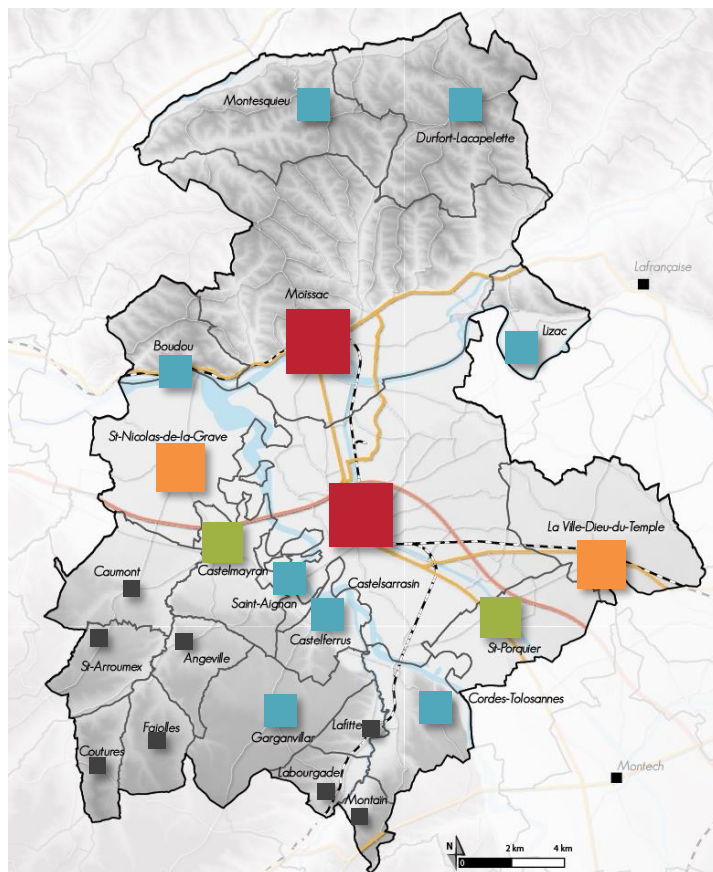 Montesquieu
Durfort-Lacapelette
Lafrançaise
Moissac
Lizac
Boudou
St-Nicolas-de-la-Grave
La Ville-Dieu-du-Temple
Castelmayran
Caumont
Castelsarrasin
Saint-Aignan
Castelferrus
St-Porquier
St-Arroumex
Angeville
Cordes-Tolosannes
Fajolles
Garganvillar
Lafitte
Coutures
Labourgade
Montech
Montaïn
N
2 km
4 km
0